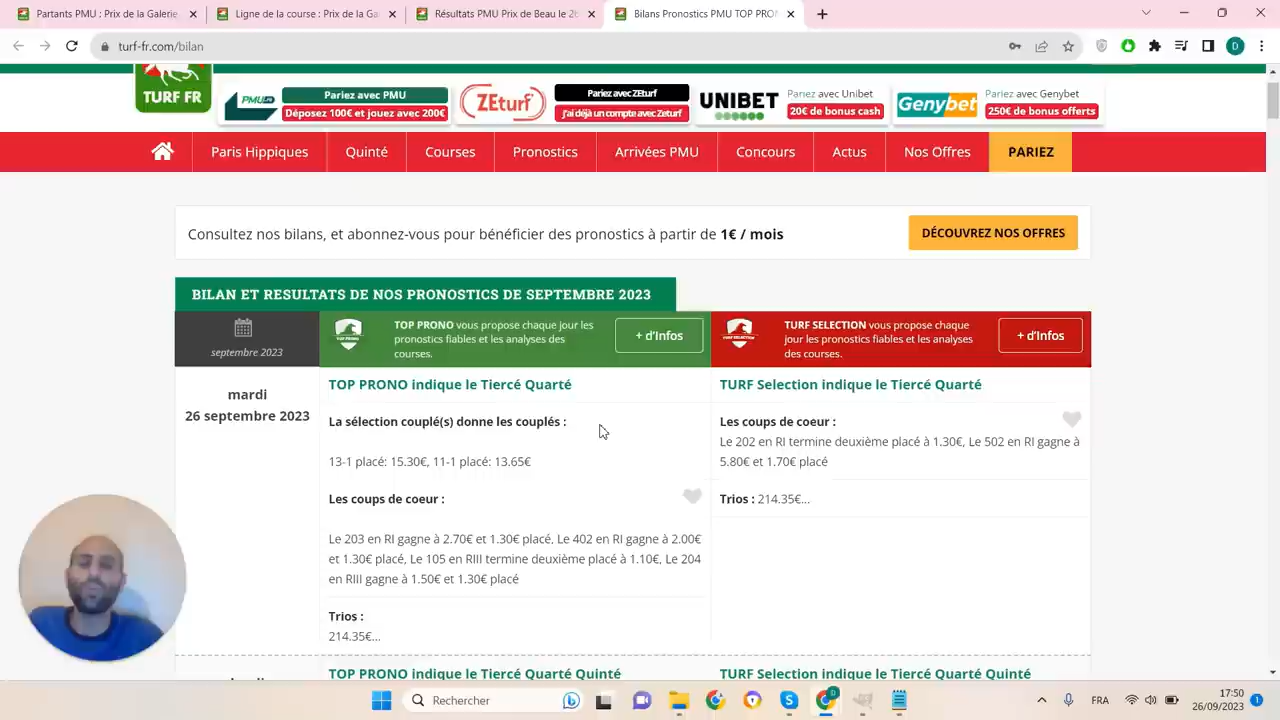 Partants PMU : Prix de la Galerie
Ligne de la course : Prix de la Ga
Résultats PMU Prix de Beau le 26
Bilans Pronostics PMU TOP PRON
turf-fr.com/bilan
D
TURF FR
PMU.FR
Pariez avec PMU
Déposez 100€ et jouez avec 200€
ZEturf
Pariez avec ZEturf
J'ai déjà un compte avec Zeturf
UNIBET
Pariez avec Unibet
20€ de bonus cash
Genybet
Pariez avec Genybet
250€ de bonus offerts
Paris Hippiques
Quinté
Courses
Pronostics
Arrivées PMU
Concours
Actus
Nos Offres
PARIEZ
Consultez nos bilans, et abonnez-vous pour bénéficier des pronostics à partir de 1€ / mois
DÉCOUVREZ NOS OFFRES
BILAN ET RESULTATS DE NOS PRONOSTICS DE SEPTEMBRE 2023
septembre 2023
TOP PRONO
TOP PRONO vous propose chaque jour les
pronostics fiables et les analyses des
courses.
+ d'Infos
TURF SELECTION
TURF SELECTION vous propose chaque
jour les pronostics fiables et les analyses
des courses.
+ d'Infos
mardi
26 septembre 2023
TOP PRONO indique le Tiercé Quarté
La sélection couplé(s) donne les couplés :
13-1 placé: 15.30€, 11-1 placé: 13.65€
Les coups de coeur :
Le 203 en RI gagne à 2.70€ et 1.30€ placé, Le 402 en RI gagne à 2.00€
et 1.30€ placé, Le 105 en RIII termine deuxième placé à 1.10€, Le 204
en RIII gagne à 1.50€ et 1.30€ placé
Trios :
214.35€...
TURF Selection indique le Tiercé Quarté
Les coups de coeur :
Le 202 en RI termine deuxième placé à 1.30€, Le 502 en RI gagne à
5.80€ et 1.70€ placé
Trios : 214.35€...
TOP PRONO indique le Tiercé Quarté Quinté
TURF Selection indique le Tiercé Quarté Quinté
Rechercher
FRA
17:50
26/09/2023
1